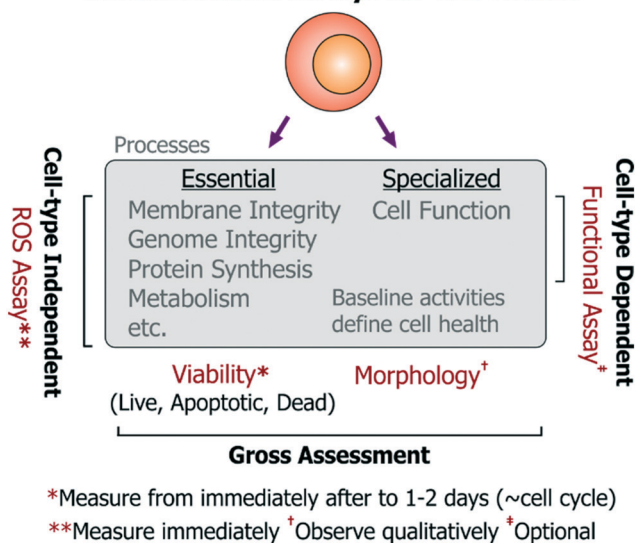 Processes
Essential
Specialized
Membrane Integrity
Cell Function
Genome Integrity
Protein Synthesis
Metabolism
Baseline activities
etc.
define cell health
Cell-type Independent
ROS Assay**
Cell-type Dependent
Functional Assay‡
Viability*
Morphology†
(Live, Apoptotic, Dead)
Gross Assessment
*Measure from immediately after to 1-2 days (~cell cycle)
**Measure immediately †Observe qualitatively ‡Optional